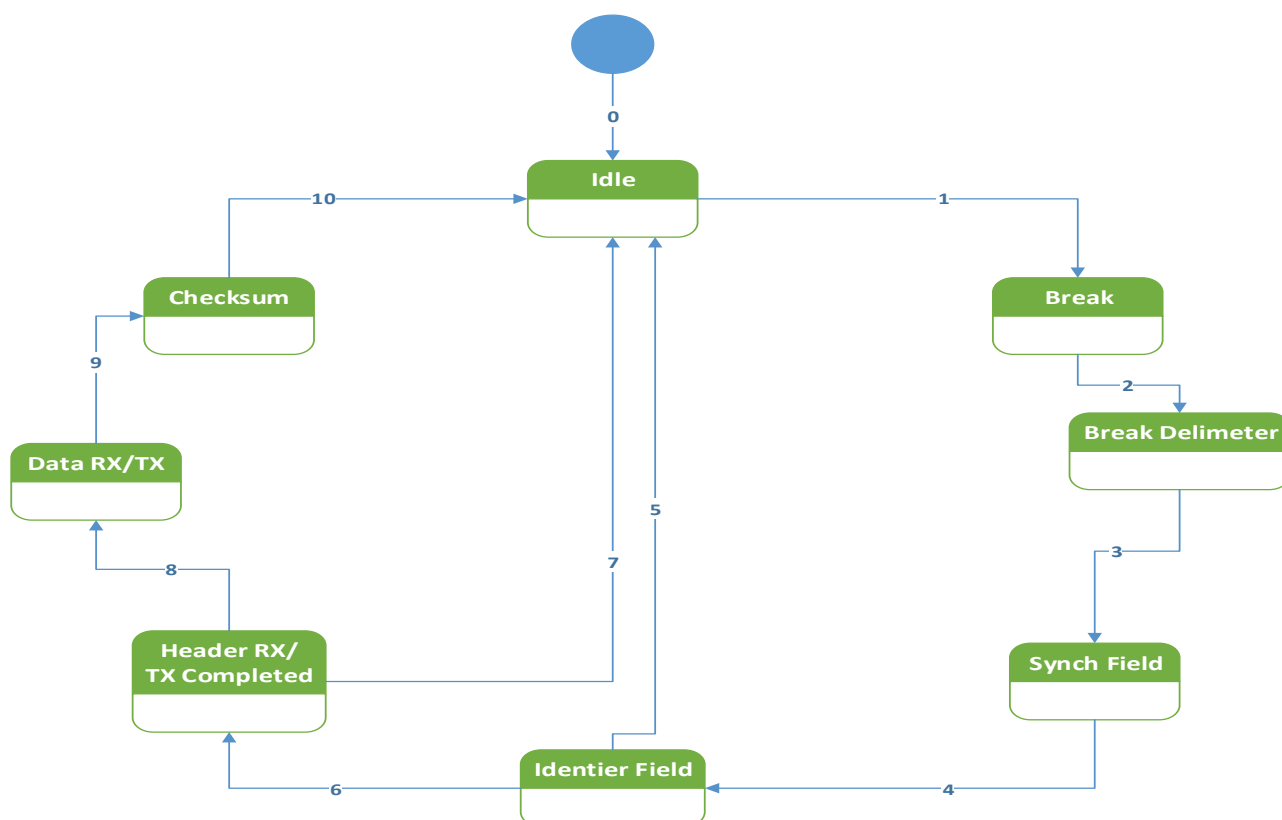 0
Idle
10
1
Checksum
Break
9
2
Break Delimeter
Data RX/TX
5
3
7
8
Header RX/
TX Completed
Synch Field
Identier Field
6
4